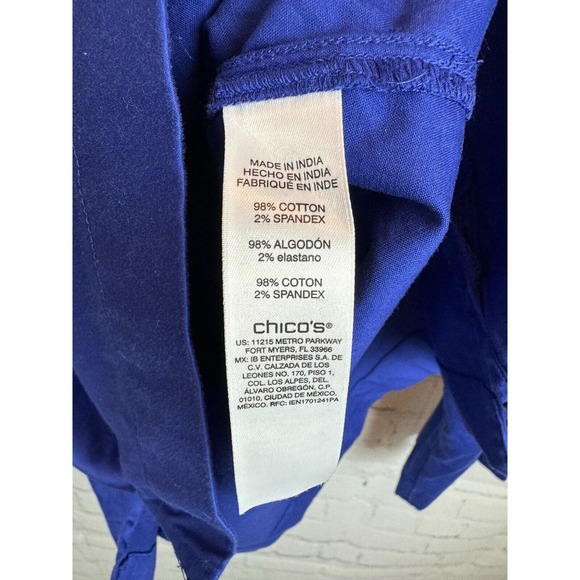 MADE IN INDIA
HECHO EN INDIA
FABRIQUÉ EN INDE
98% COTTON
2% SPANDEX
98% ALGODÓN
2% elastano
98% COTON
2% SPANDEX
chico's®
US: 11215 METRO PARKWAY
FORT MYERS, FL 33966
MX: IB ENTERPRISES S.A. DE
C.V. CALZADA DE LOS
LEONES NO. 170, PISO 1,
COL. LOS ALPES, DEL.
ÁLVARO OBREGÓN, C.P.
01010, CIUDAD DE MÉXICO,
MÉXICO. RFC: IEN1701241PA